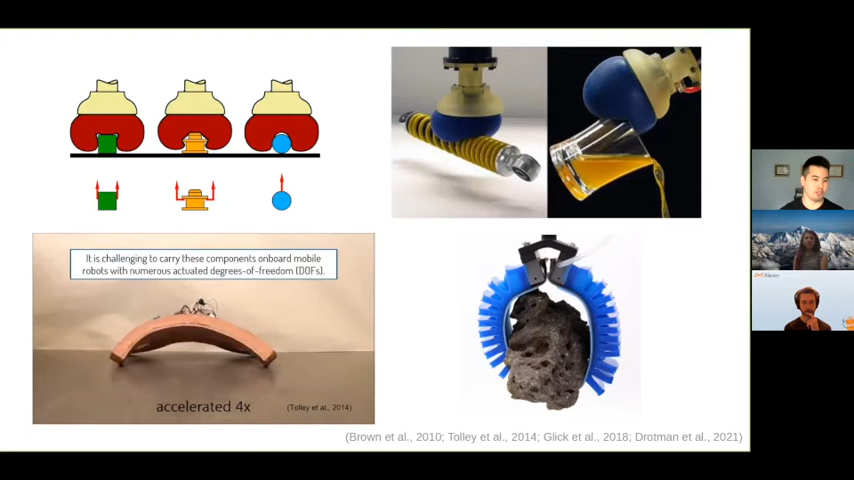 It is challenging to carry these components onboard mobile
robots with numerous actuated degrees-of-freedom (DOFs).
accelerated 4x
(Tolley et al., 2014)
(Brown et al., 2010; Tolley et al., 2014; Glick et al., 2018; Drotman et al., 2021)